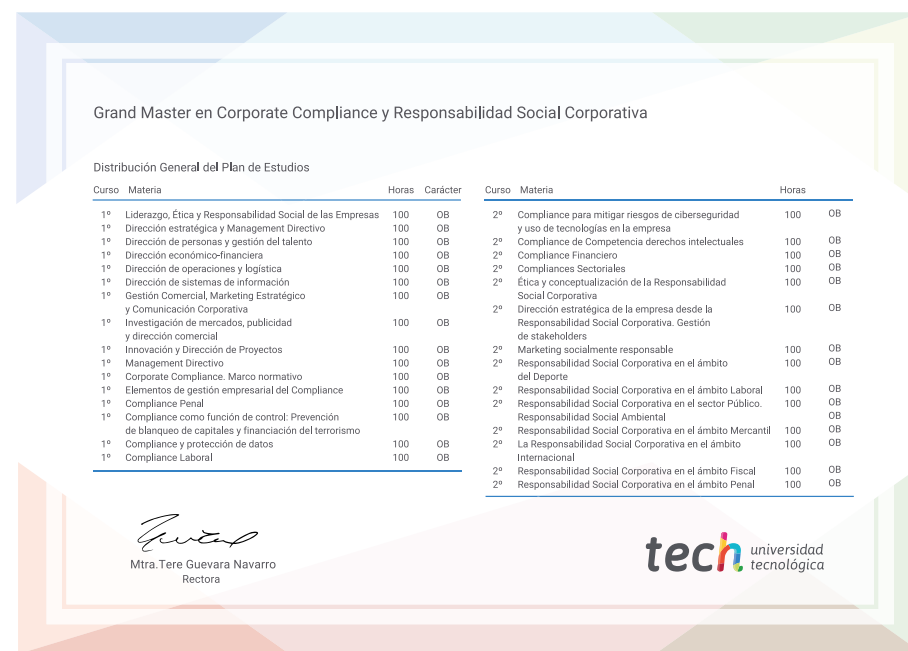 Grand Master en Corporate Compliance y Responsabilidad Social Corporativa
Distribución General del Plan de Estudios
Curso Materia Horas Carácter
1º Liderazgo, Ética y Responsabilidad Social de las Empresas 100 OB
1º Dirección estratégica y Management Directivo 100 OB
1º Dirección de personas y gestión del talento 100 OB
1º Dirección económico-financiera 100 OB
1º Dirección de operaciones y logística 100 OB
1º Dirección de sistemas de información 100 OB
1º Gestión Comercial, Marketing Estratégico 100 OB
y Comunicación Corporativa
1º Investigación de mercados, publicidad 100 OB
y dirección comercial
1º Innovación y Dirección de Proyectos 100 OB
1º Management Directivo 100 OB
1º Corporate Compliance. Marco normativo 100 OB
1º Elementos de gestión empresarial del Compliance 100 OB
1º Compliance Penal 100 OB
1º Compliance como función de control: Prevención 100 OB
de blanqueo de capitales y financiación del terrorismo
1º Compliance y protección de datos 100 OB
1º Compliance Laboral 100 OB
Curso Materia Horas
2º Compliance para mitigar riesgos de ciberseguridad 100 OB
y uso de tecnologías en la empresa
2º Compliance de Competencia derechos intelectuales 100 OB
2º Compliance Financiero 100 OB
2º Compliances Sectoriales 100 OB
2º Ética y conceptualización de la Responsabilidad 100 OB
Social Corporativa
2º Dirección estratégica de la empresa desde la 100 OB
Responsabilidad Social Corporativa. Gestión
de stakeholders
2º Marketing socialmente responsable 100 OB
2º Responsabilidad Social Corporativa en el ámbito 100 OB
del Deporte
2º Responsabilidad Social Corporativa en el ámbito Laboral 100 OB
2º Responsabilidad Social Corporativa en el sector Público. 100 OB
Responsabilidad Social Ambiental OB
2º Responsabilidad Social Corporativa en el ámbito Mercantil 100 OB
2º La Responsabilidad Social Corporativa en el ámbito 100 OB
Internacional
2º Responsabilidad Social Corporativa en el ámbito Fiscal 100 OB
2º Responsabilidad Social Corporativa en el ámbito Penal 100 OB
Mtra.Tere Guevara Navarro
Rectora
tech universidad
tecnológica